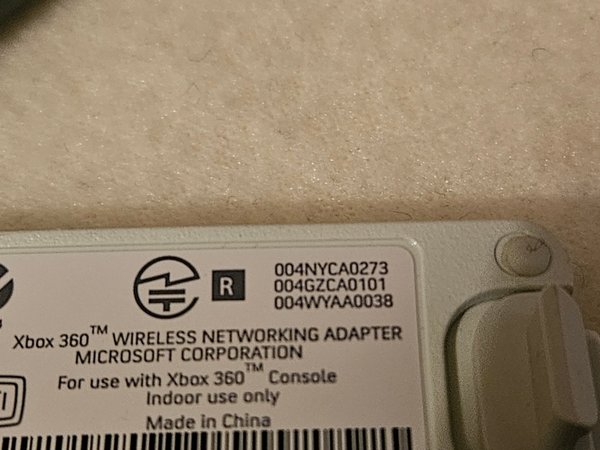 R
004NYCA0273
004GZCA0101
004WYAA0038
Xbox 360™ WIRELESS NETWORKING ADAPTER
MICROSOFT CORPORATION
For use with Xbox 360™ Console
Indoor use only
Made in China